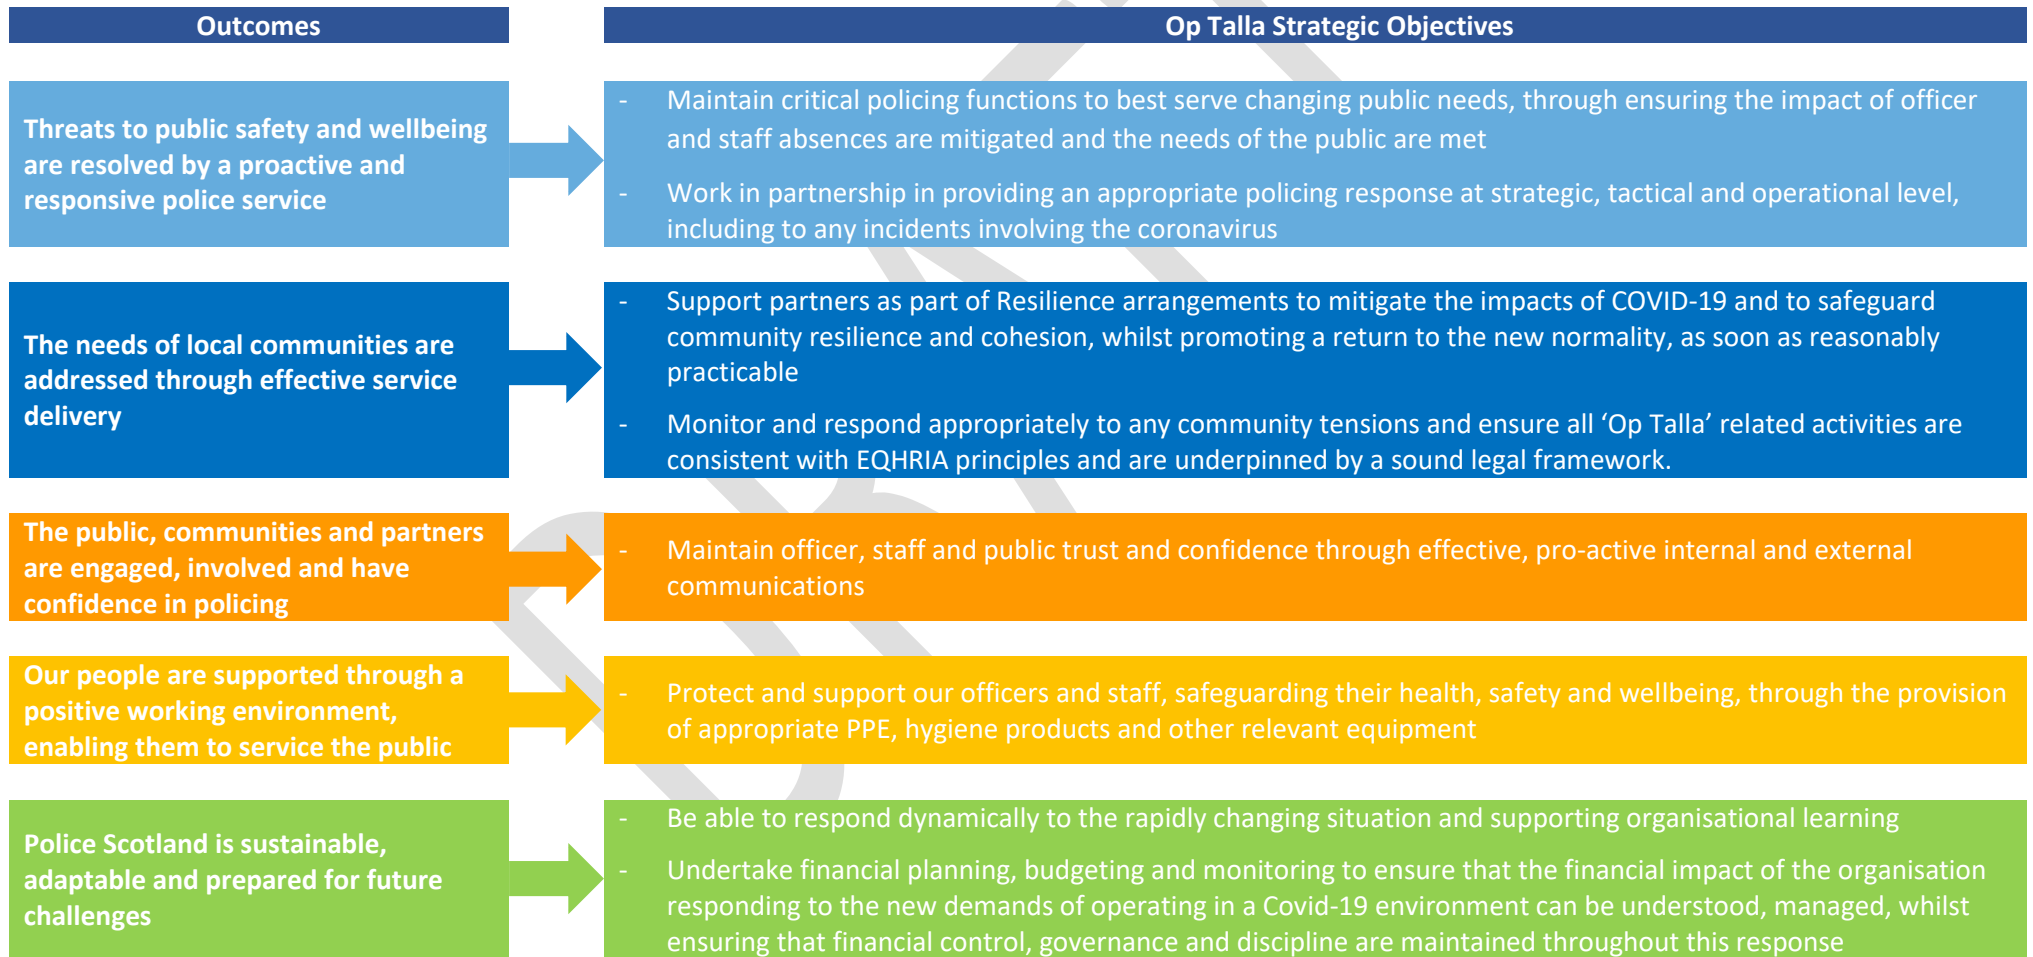 Outcomes
Op Talla Strategic Objectives
Threats to public safety and wellbeing
are resolved by a proactive and
responsive police service
- Maintain critical policing functions to best serve changing public needs, through ensuring the impact of officer
and staff absences are mitigated and the needs of the public are met
- Work in partnership in providing an appropriate policing response at strategic, tactical and operational level,
including to any incidents involving the coronavirus
The needs of local communities are
addressed through effective service
delivery
- Support partners as part of Resilience arrangements to mitigate the impacts of COVID-19 and to safeguard
community resilience and cohesion, whilst promoting a return to the new normality, as soon as reasonably
practicable
- Monitor and respond appropriately to any community tensions and ensure all ‘Op Talla’ related activities are
consistent with EQHRIA principles and are underpinned by a sound legal framework.
The public, communities and partners
are engaged, involved and have
confidence in policing
- Maintain officer, staff and public trust and confidence through effective, pro-active internal and external
communications
Our people are supported through a
positive working environment,
enabling them to service the public
- Protect and support our officers and staff, safeguarding their health, safety and wellbeing, through the provision
of appropriate PPE, hygiene products and other relevant equipment
Police Scotland is sustainable,
adaptable and prepared for future
challenges
- Be able to respond dynamically to the rapidly changing situation and supporting organisational learning
- Undertake financial planning, budgeting and monitoring to ensure that the financial impact of the organisation
responding to the new demands of operating in a Covid-19 environment can be understood, managed, whilst
ensuring that financial control, governance and discipline are maintained throughout this response